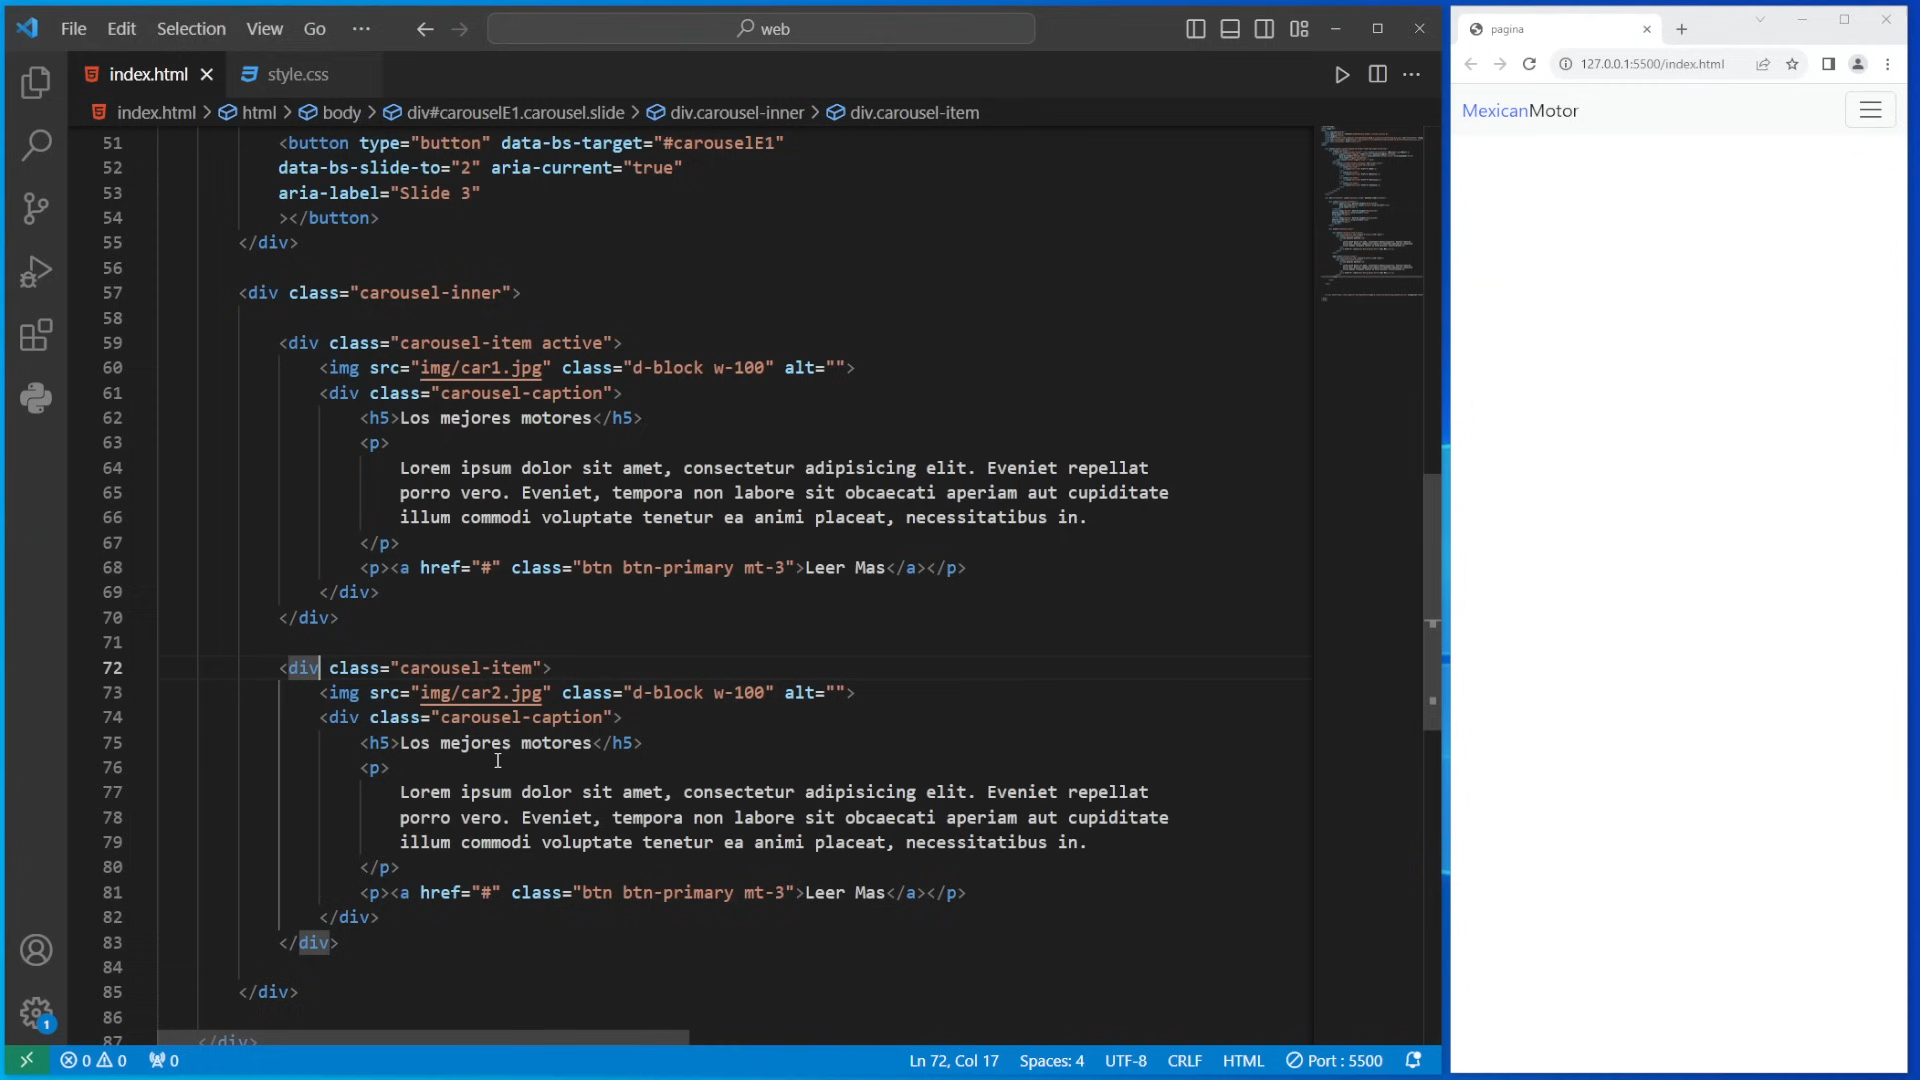 File Edit Selection View Go ··· web
index.html style.css
index.html > html > body > div#carouselE1.carousel.slide > div.carousel-inner > div.carousel-item
51 <button type="button" data-bs-target="#carouselE1"
52 data-bs-slide-to="2" aria-current="true"
53 aria-label="Slide 3"
54 ></button>
55 </div>
56
57 <div class="carousel-inner">
58
59 <div class="carousel-item active">
60 <img src="img/car1.jpg" class="d-block w-100" alt="">
61 <div class="carousel-caption">
62 <h5>Los mejores motores</h5>
63 <p>
64 Lorem ipsum dolor sit amet, consectetur adipisicing elit. Eveniet repellat
65 porro vero. Eveniet, tempora non labore sit obcaecati aperiam aut cupiditate
66 illum commodi voluptate tenetur ea animi placeat, necessitatibus in.
67 </p>
68 <p><a href="#" class="btn btn-primary mt-3">Leer Mas</a></p>
69 </div>
70 </div>
71
72 <div class="carousel-item">
73 <img src="img/car2.jpg" class="d-block w-100" alt="">
74 <div class="carousel-caption">
75 <h5>Los mejores motores</h5>
76 <p>
77 Lorem ipsum dolor sit amet, consectetur adipisicing elit. Eveniet repellat
78 porro vero. Eveniet, tempora non labore sit obcaecati aperiam aut cupiditate
79 illum commodi voluptate tenetur ea animi placeat, necessitatibus in.
80 </p>
81 <p><a href="#" class="btn btn-primary mt-3">Leer Mas</a></p>
82 </div>
83 </div>
84
85 </div>
86
87 </div>
1
0 0 0 Ln 72, Col 17 Spaces: 4 UTF-8 CRLF HTML Port : 5500
pagina
127.0.0.1:5500/index.html
MexicanMotor